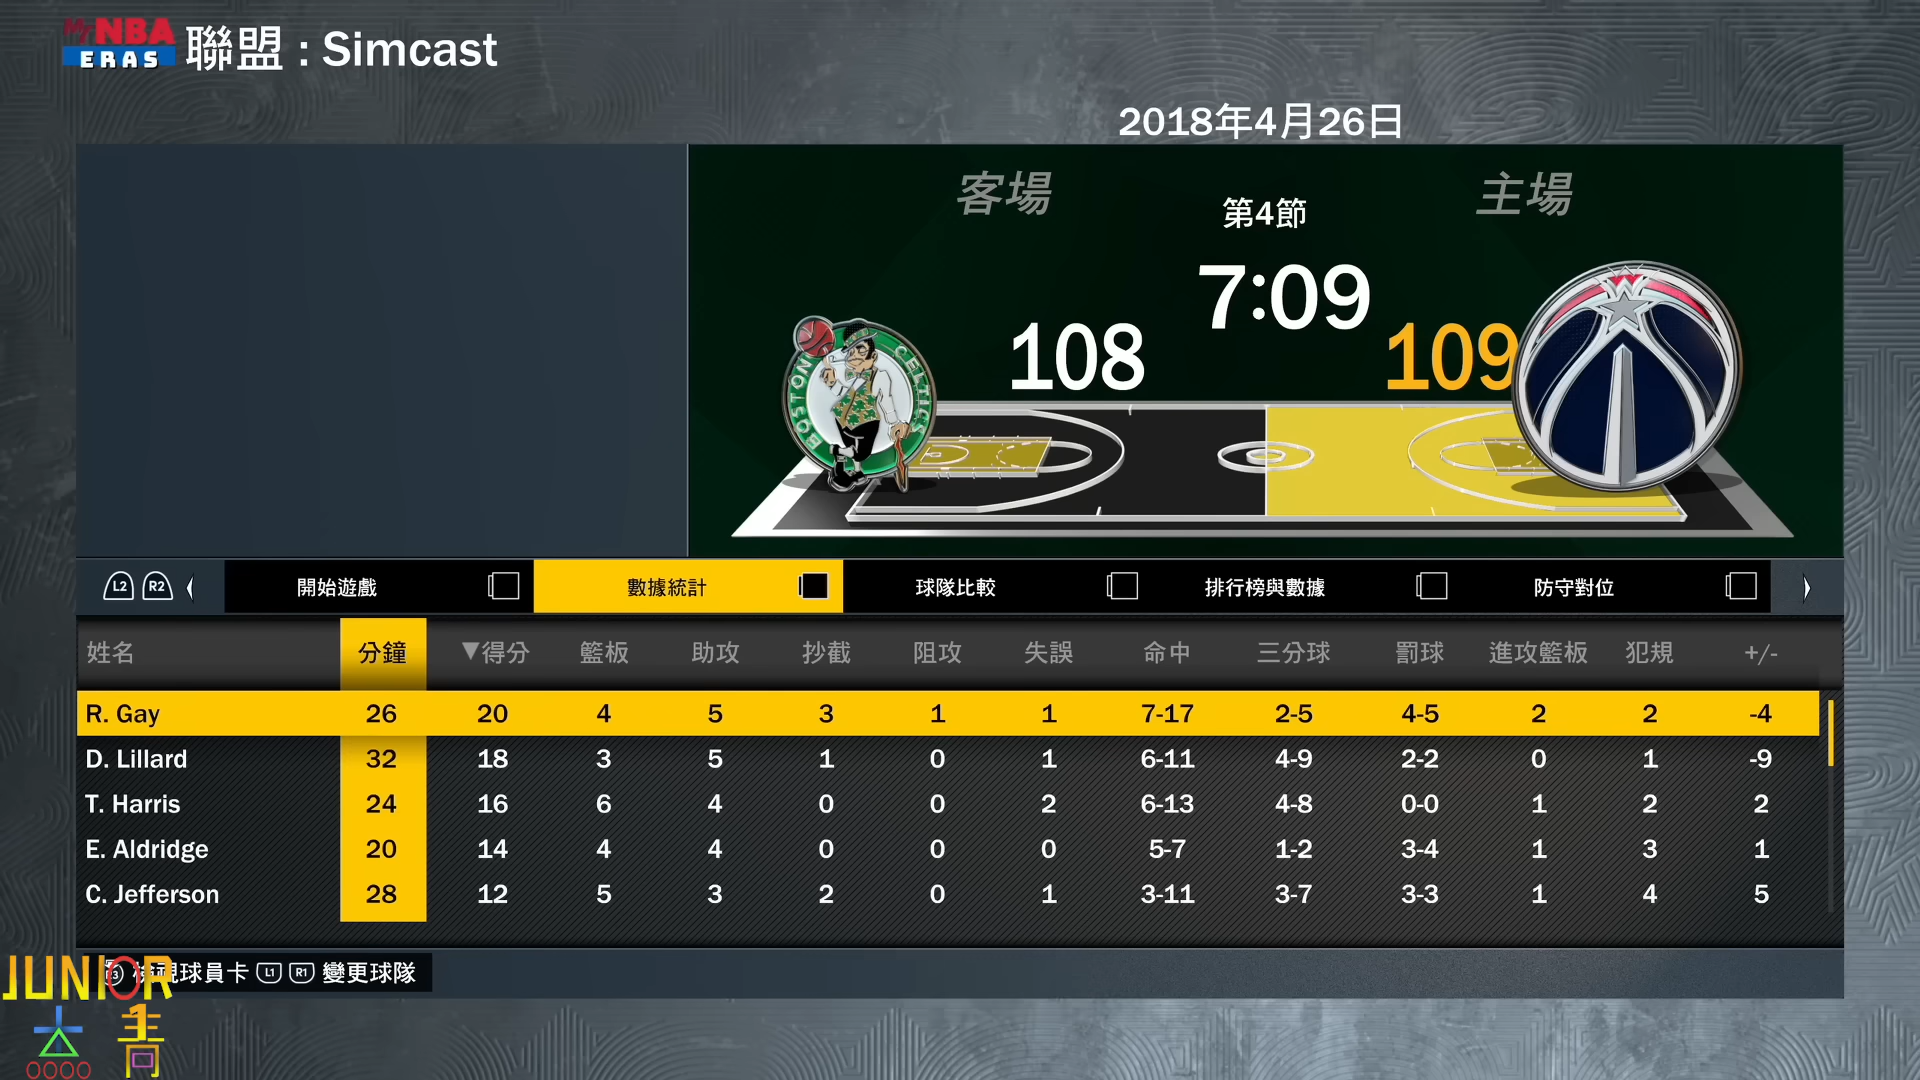 My NBA
ERAS
聯盟 : Simcast
2018年4月26日
客場
第4節
主場
7:09
108
109
BOSTON CELTICS
L2 R2
開始遊戲
數據統計
球隊比較
排行榜與數據
防守對位
姓名 分鐘 ▼得分 籃板 助攻 抄截 阻攻 失誤 命中 三分球 罰球 進攻籃板 犯規 +/-
R. Gay 26 20 4 5 3 1 1 7-17 2-5 4-5 2 2 -4
D. Lillard 32 18 3 5 1 0 1 6-11 4-9 2-2 0 1 -9
T. Harris 24 16 6 4 0 0 2 6-13 4-8 0-0 1 2 2
E. Aldridge 20 14 4 4 0 0 0 5-7 1-2 3-4 1 3 1
C. Jefferson 28 12 5 3 2 0 1 3-11 3-7 3-3 1 4 5
球員卡 L1 R1 變更球隊
JUNIOR